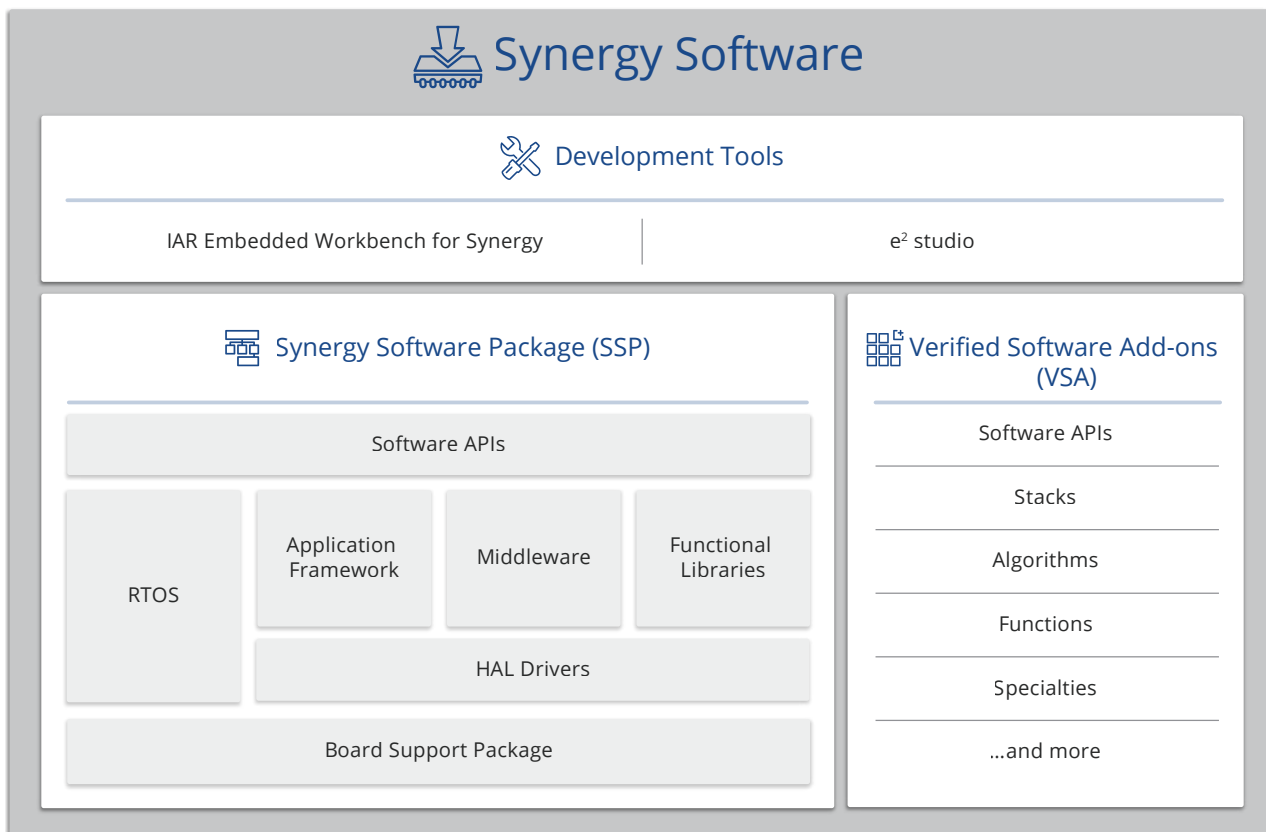 Synergy Software
Development Tools
IAR Embedded Workbench for Synergy
e² studio
Synergy Software Package (SSP)
Software APIs
RTOS
Application
Framework
Middleware
Functional
Libraries
HAL Drivers
Board Support Package
Verified Software Add-ons
(VSA)
Software APIs
Stacks
Algorithms
Functions
Specialties
...and more